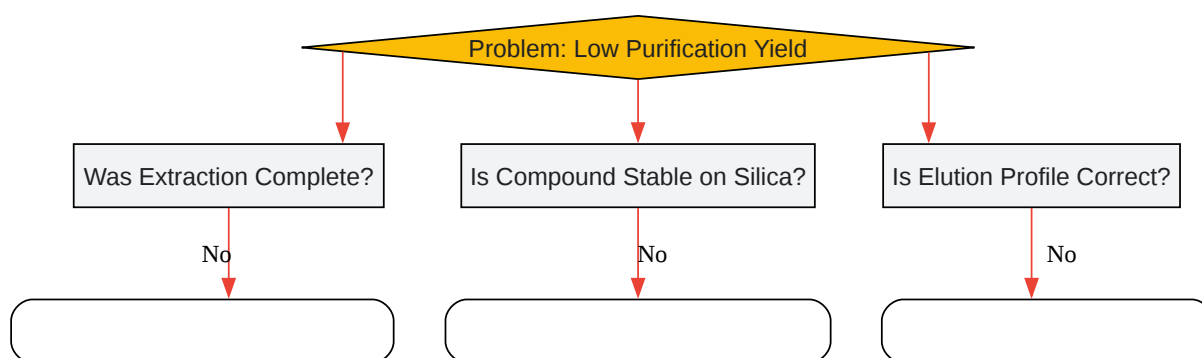 Problem: Low Purification Yield
Was Extraction Complete?
Is Compound Stable on Silica?
Is Elution Profile Correct?
No
No
No